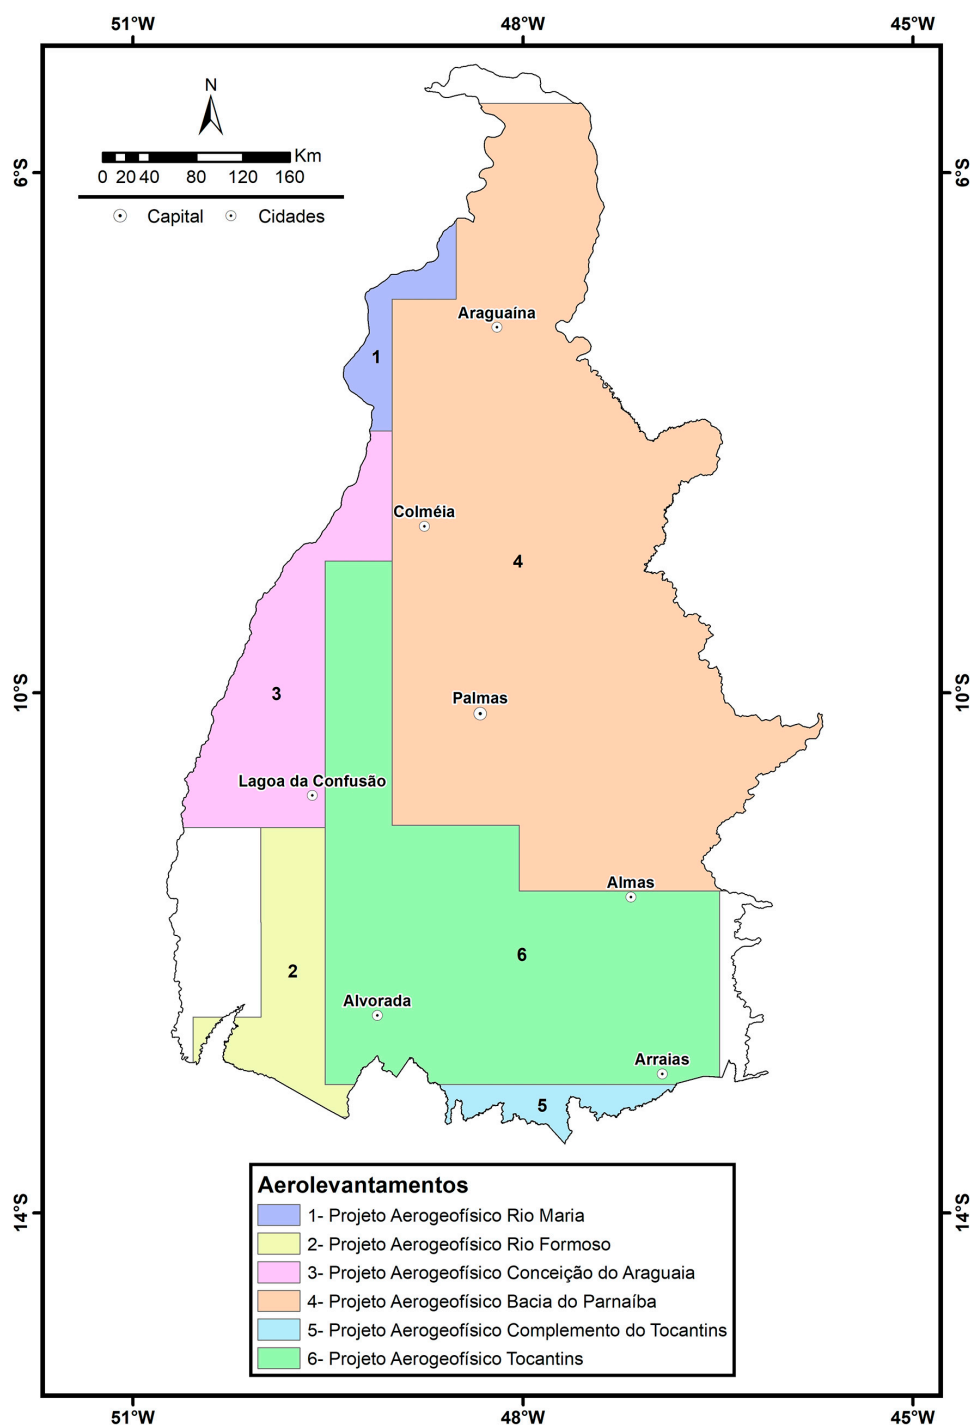 51°W 48°W 45°W
N
Km
0 20 40 80 120 160
Capital Cidades
6°S 6°S
Araguaína
1
Colméia
4
3
10°S 10°S
Palmas
Lagoa da Confusão
Almas
6
2
Alvorada
Arraias
5
Aerolevantamentos
1- Projeto Aerogeofísico Rio Maria
2- Projeto Aerogeofísico Rio Formoso
3- Projeto Aerogeofísico Conceição do Araguaia
4- Projeto Aerogeofísico Bacia do Parnaíba
5- Projeto Aerogeofísico Complemento do Tocantins
6- Projeto Aerogeofísico Tocantins
14°S 14°S
51°W 48°W 45°W